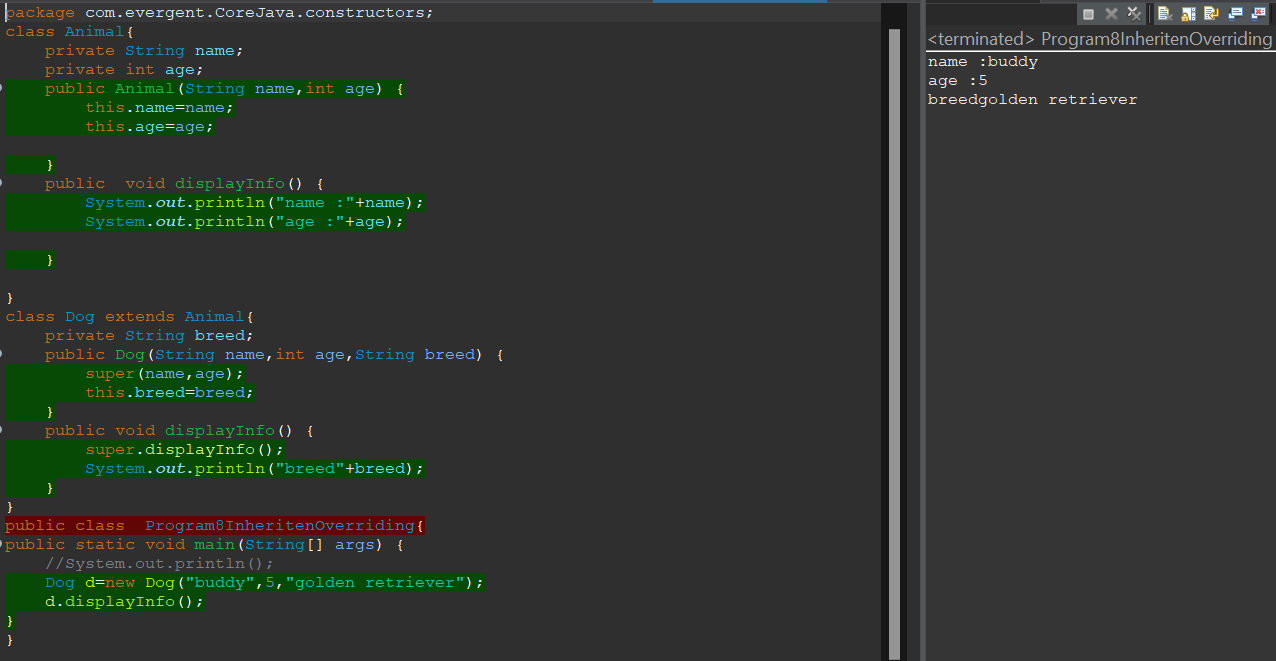 package com.evergent.CoreJava.constructors;
class Animal{
    private String name;
    private int age;
    public Animal(String name,int age) {
        this.name=name;
        this.age=age;

    }
    public  void displayInfo() {
        System.out.println("name :"+name);
        System.out.println("age :"+age);

    }

}
class Dog extends Animal{
    private String breed;
    public Dog(String name,int age,String breed) {
        super(name,age);
        this.breed=breed;
    }
    public void displayInfo() {
        super.displayInfo();
        System.out.println("breed"+breed);
    }
}
public class  Program8InheritenOverriding{
public static void main(String[] args) {
    //System.out.println();
    Dog d=new Dog("buddy",5,"golden retriever");
    d.displayInfo();
}
}
<terminated> Program8InheritenOverriding
name :buddy
age :5
breedgolden retriever